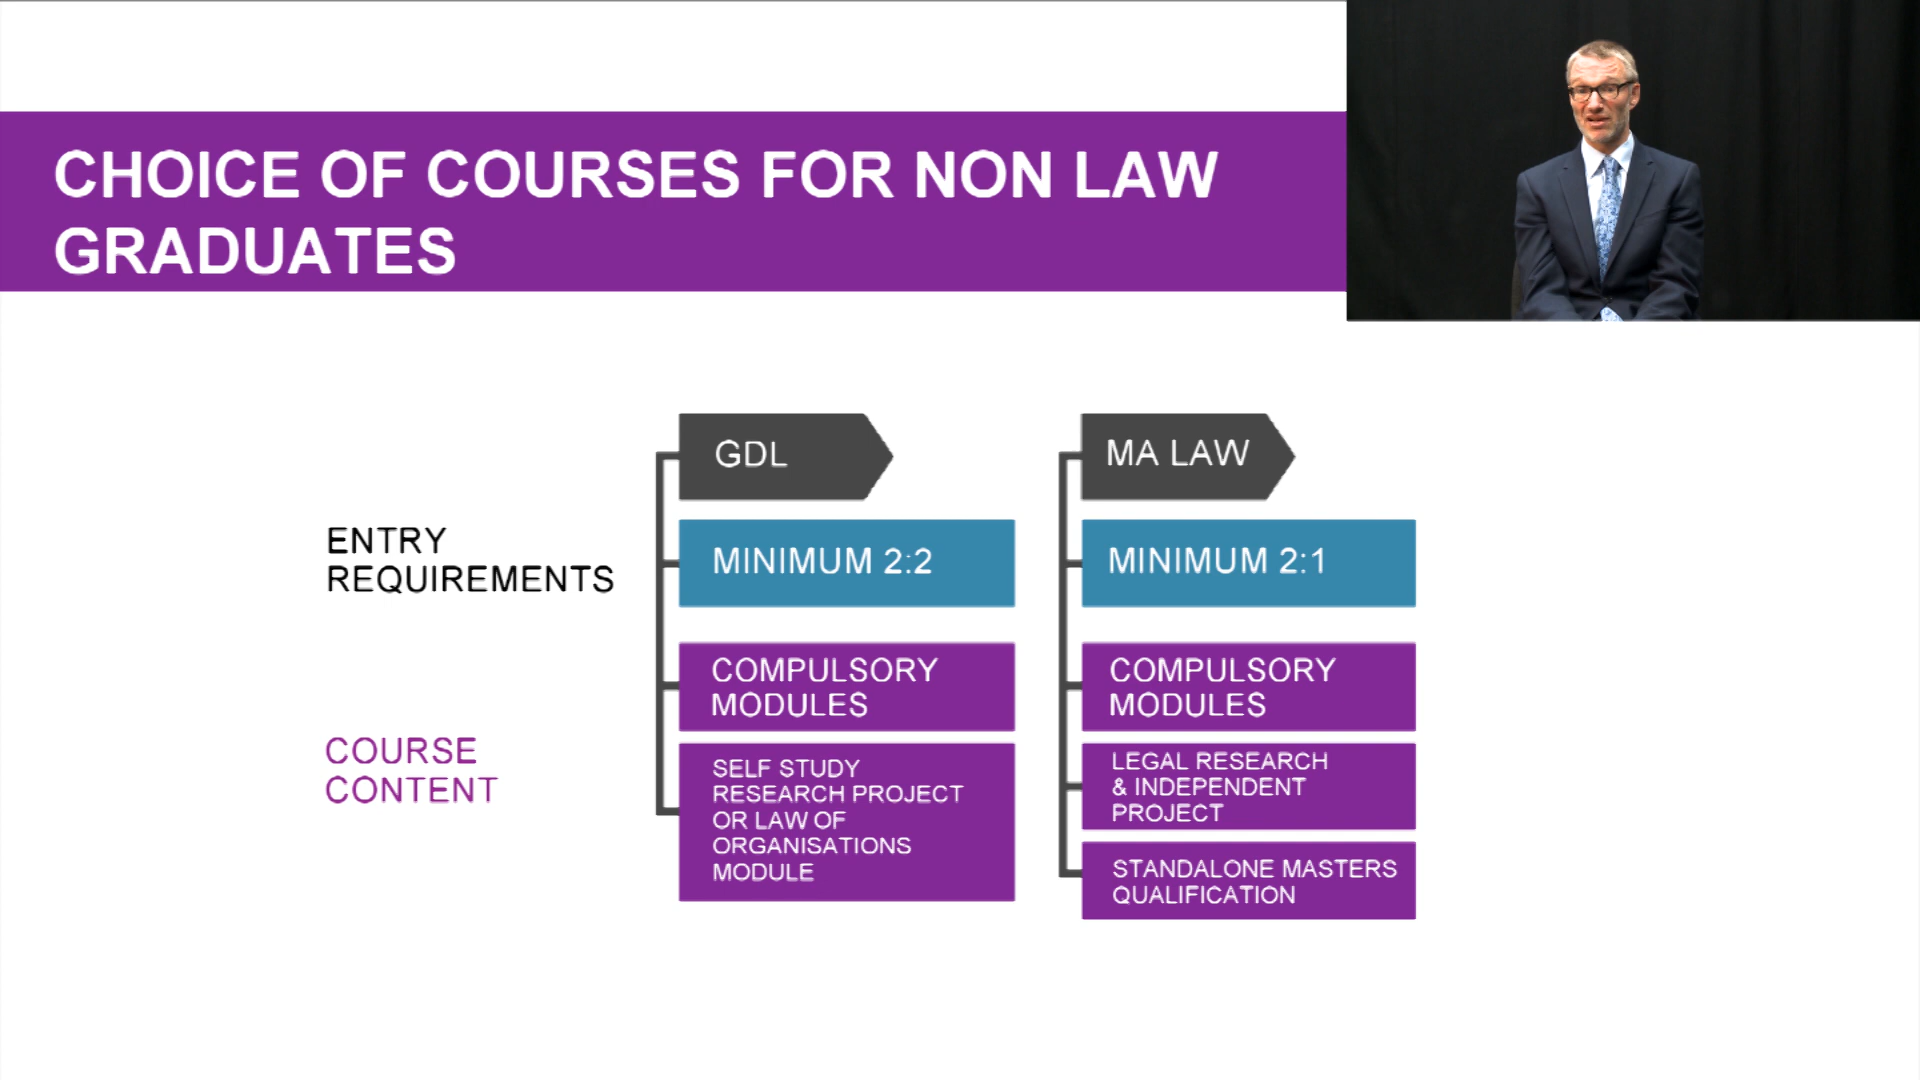 CHOICE OF COURSES FOR NON LAW
GRADUATES
GDL
MA LAW
ENTRY
REQUIREMENTS
MINIMUM 2:2
MINIMUM 2:1
COURSE
CONTENT
COMPULSORY
MODULES
COMPULSORY
MODULES
SELF STUDY
RESEARCH PROJECT
OR LAW OF
ORGANISATIONS
MODULE
LEGAL RESEARCH
& INDEPENDENT
PROJECT
STANDALONE MASTERS
QUALIFICATION